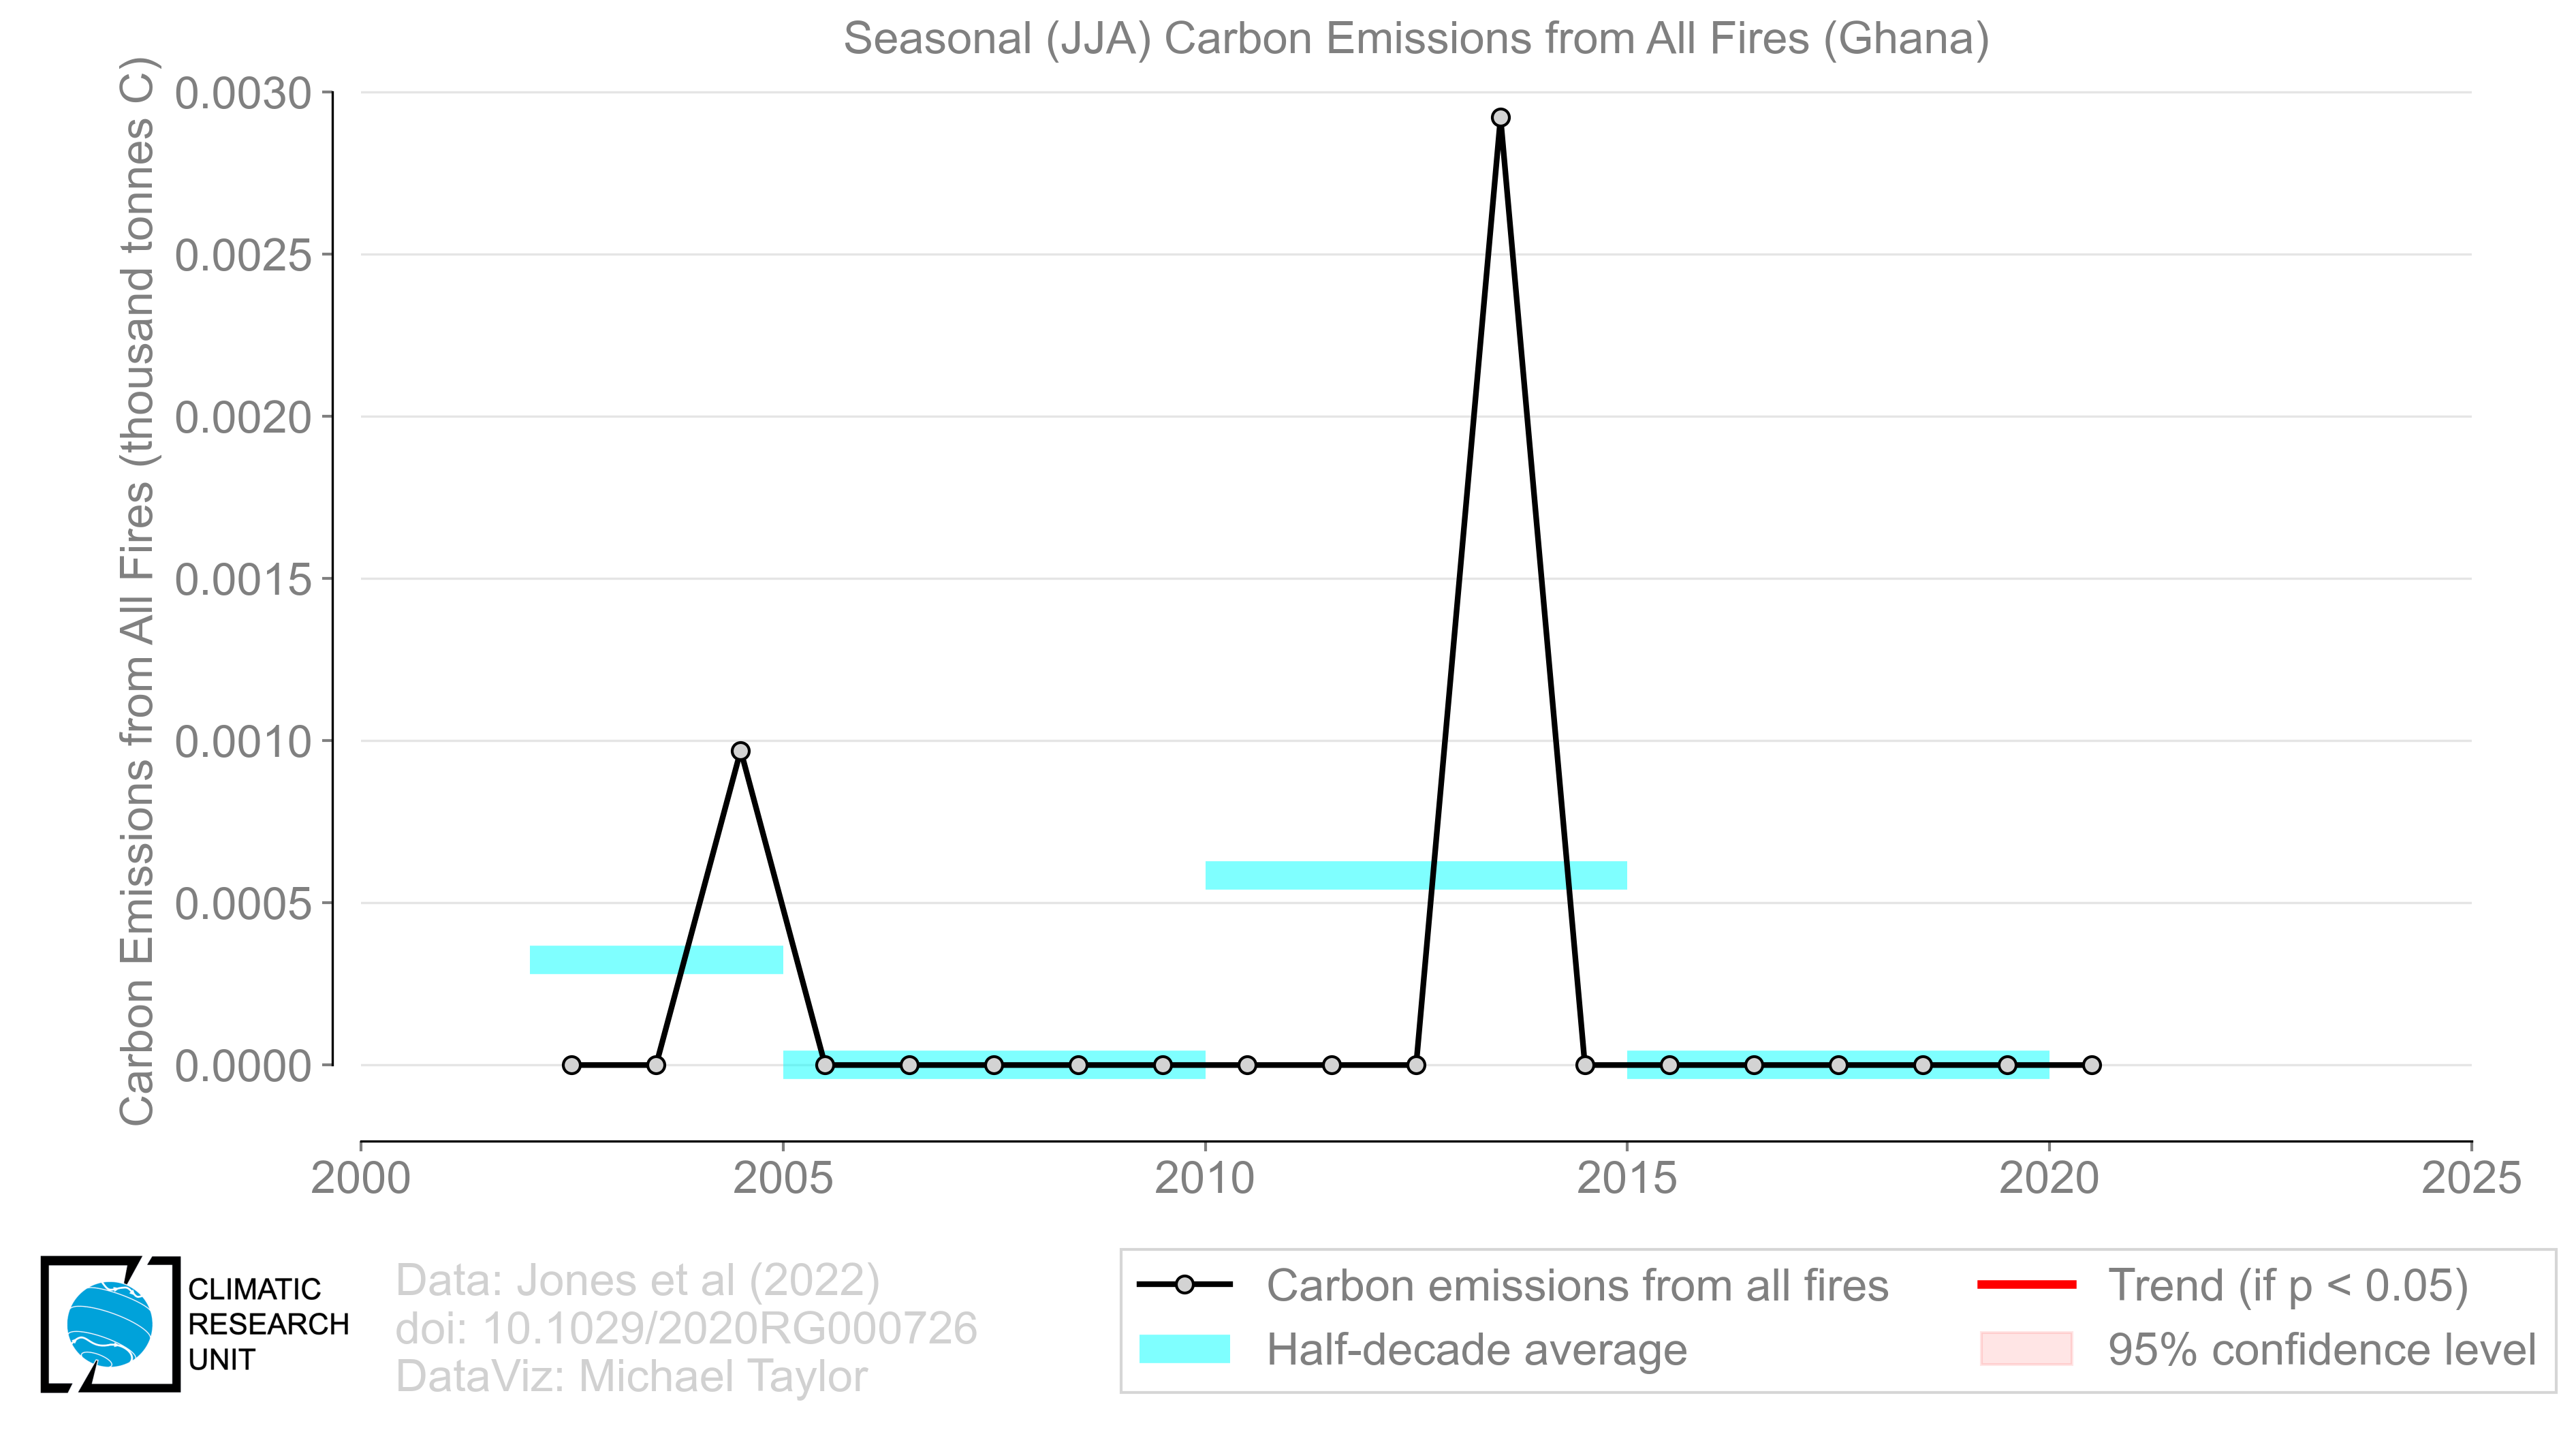 Seasonal (JJA) Carbon Emissions from All Fires (Ghana)
Carbon Emissions from All Fires (thousand tonnes C)
0.0030
0.0025
0.0020
0.0015
0.0010
0.0005
0.0000
2000 2005 2010 2015 2020 2025
CLIMATIC
RESEARCH
UNIT
Data: Jones et al (2022)
doi: 10.1029/2020RG000726
DataViz: Michael Taylor
Carbon emissions from all fires
Half-decade average
Trend (if p < 0.05)
95% confidence level